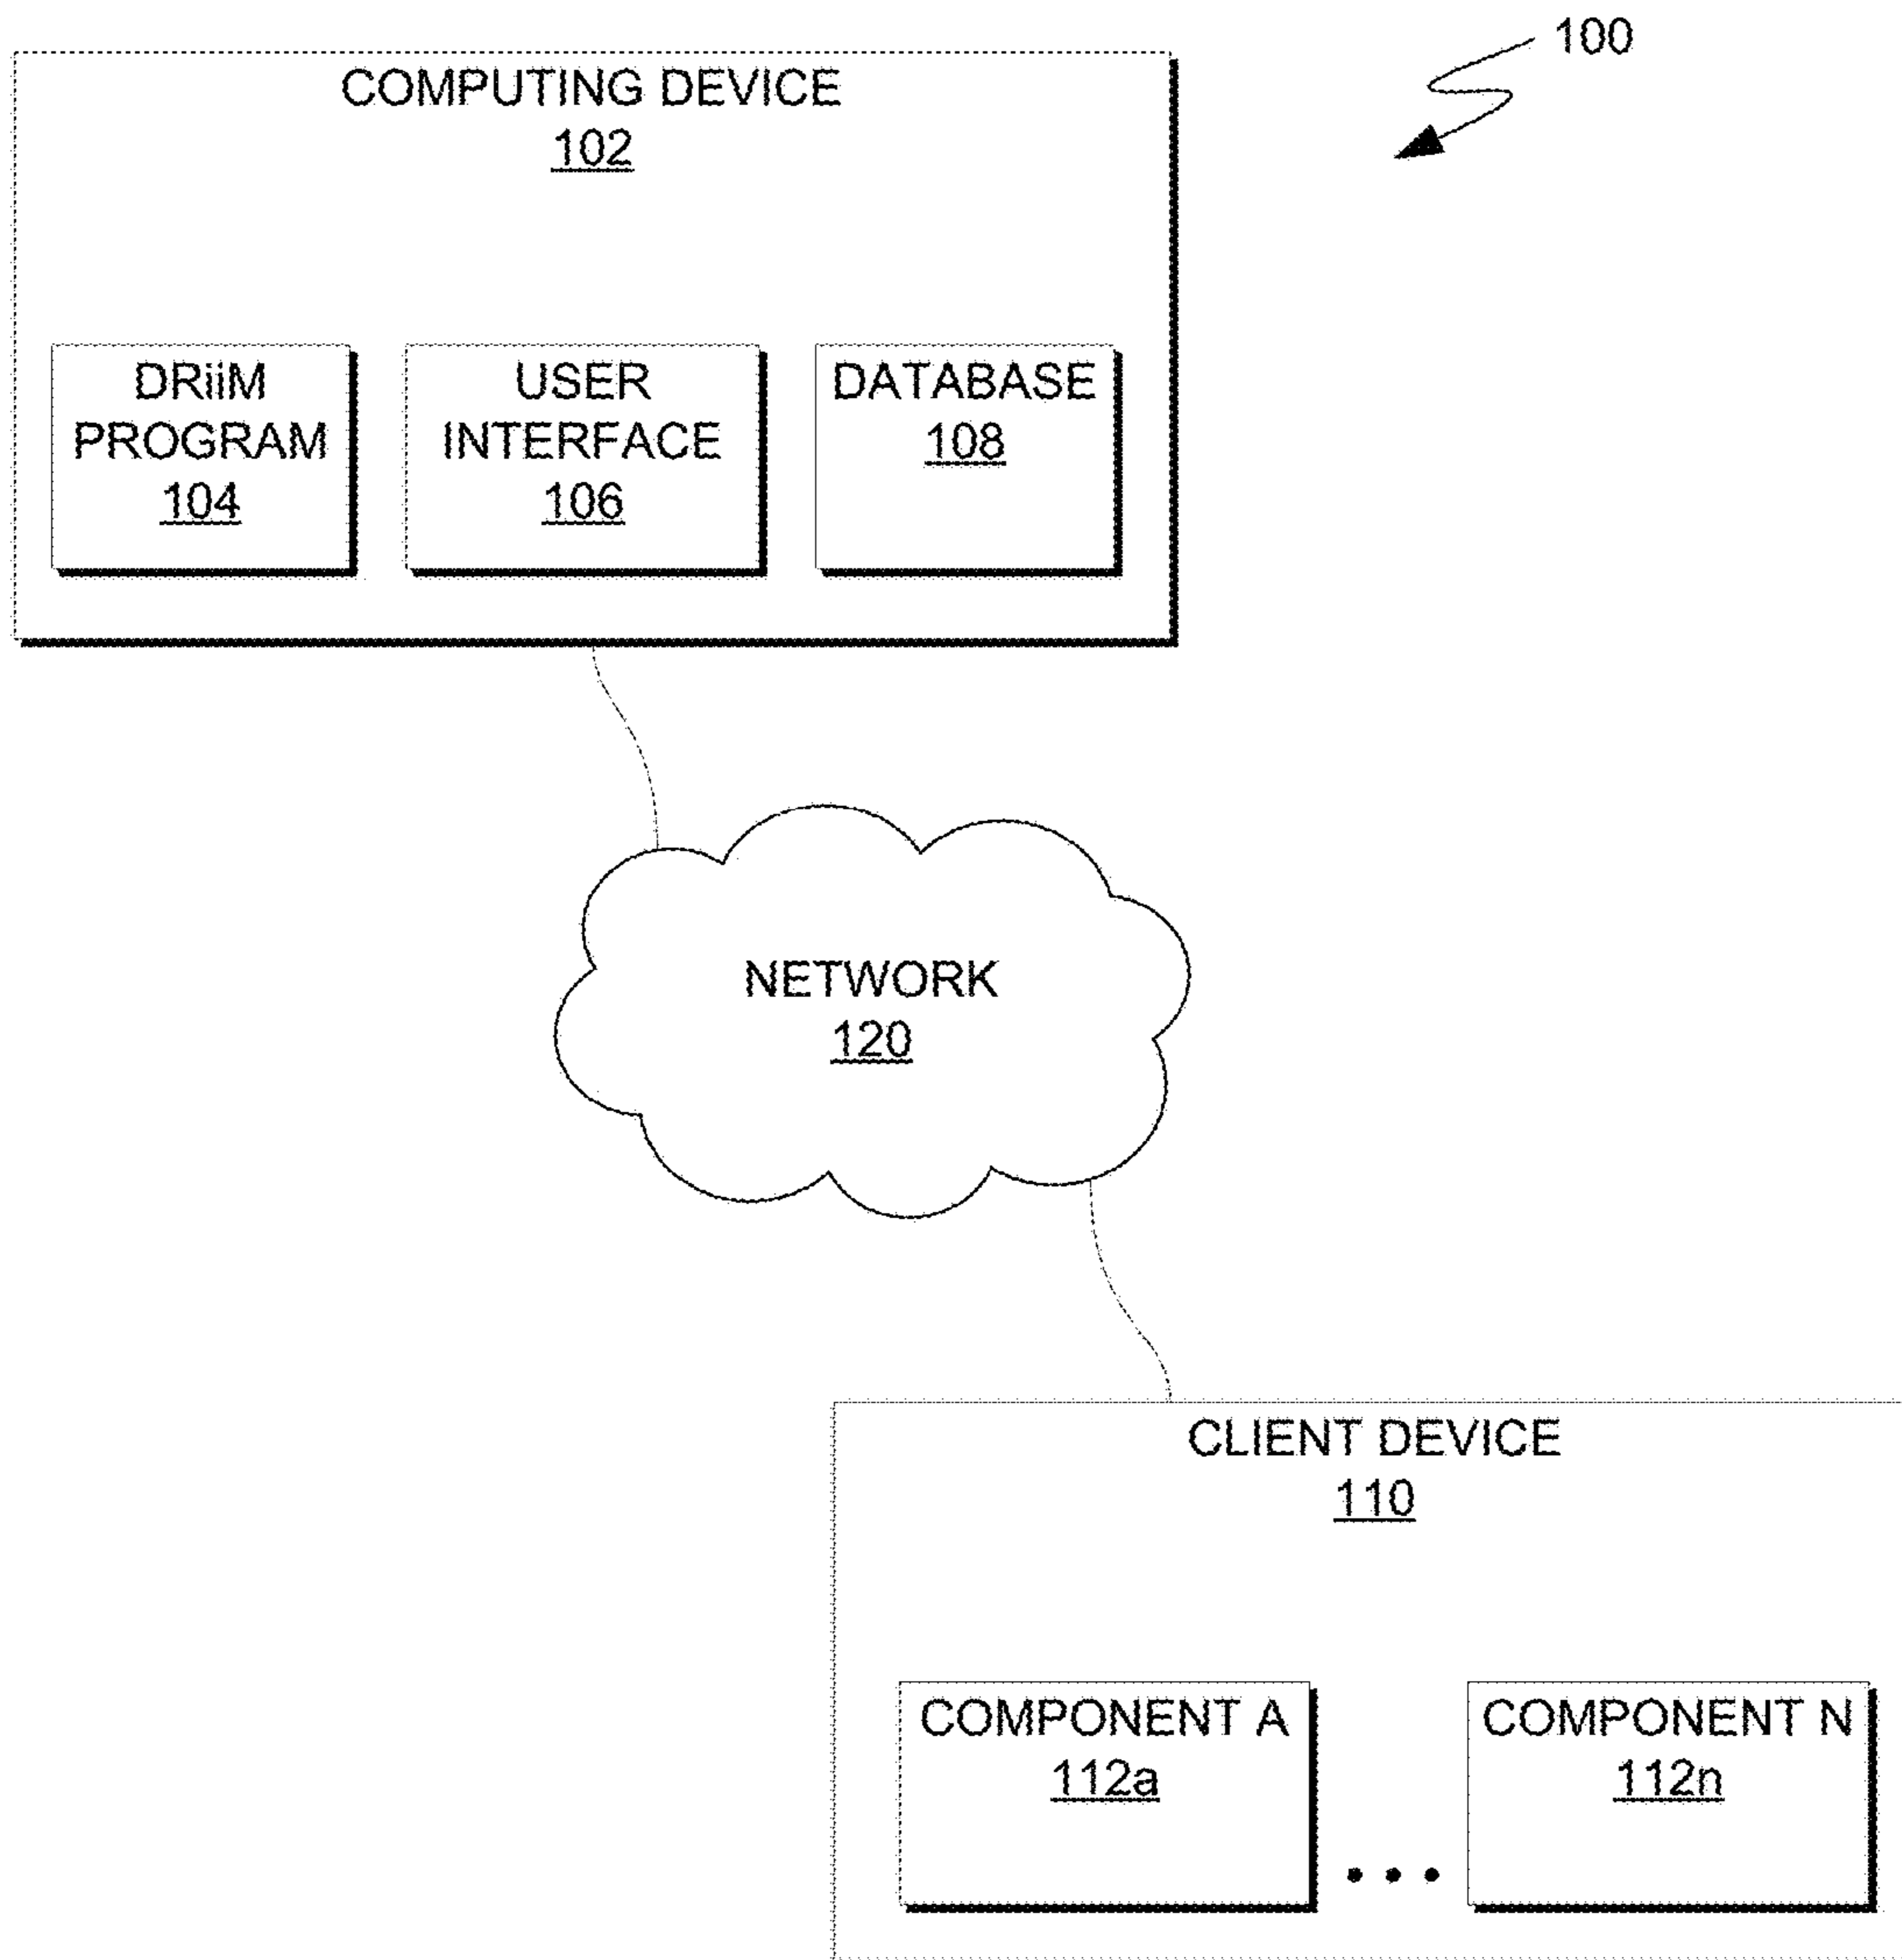 100
COMPUTING DEVICE
102
DRiiM
PROGRAM
104
USER
INTERFACE
106
DATABASE
108
NETWORK
120
CLIENT DEVICE
110
COMPONENT A
112a
COMPONENT N
112n